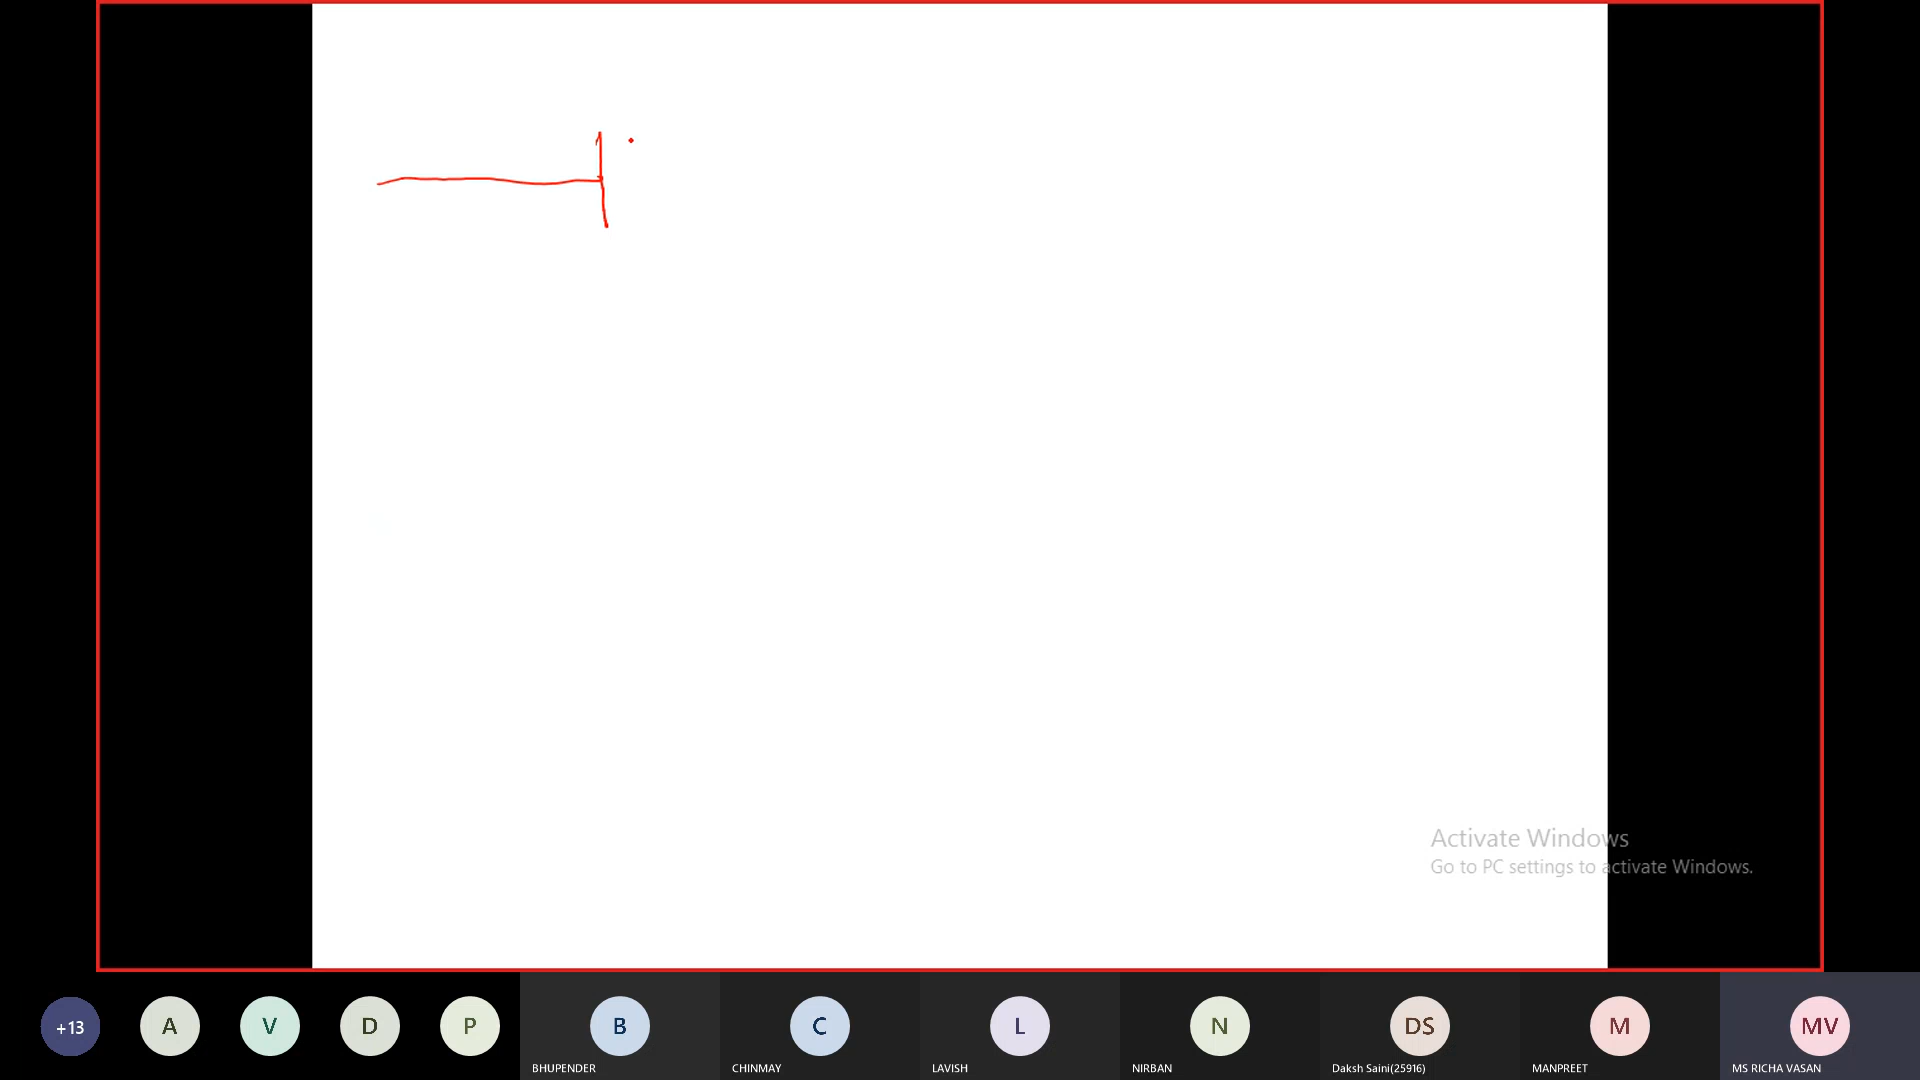 Activate Windows
Go to PC settings to activate Windows.
+13
A
V
D
P
B
C
L
N
DS
M
MV
BHUPENDER
CHINMAY
LAVISH
NIRBAN
Daksh Saini(25916)
MANPREET
MS RICHA VASAN